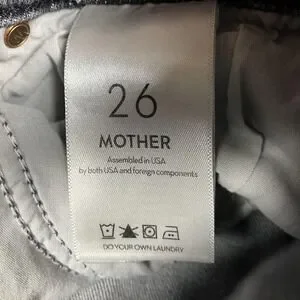 26
MOTHER
Assembled in USA
by both USA and foreign components
DO YOUR OWN LAUNDRY